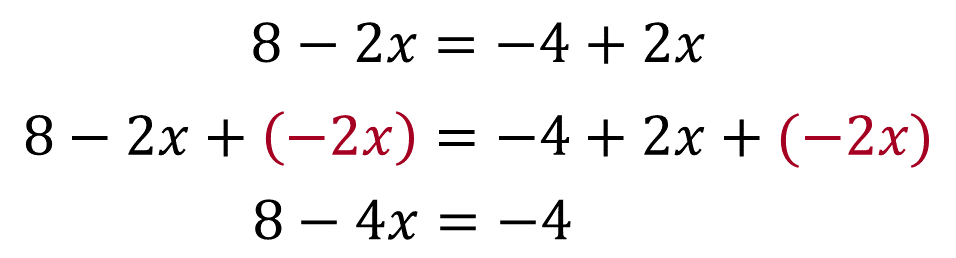 8 − 2x = −4 + 2x
8 − 2x + (−2x) = −4 + 2x + (−2x)
8 − 4x = −4